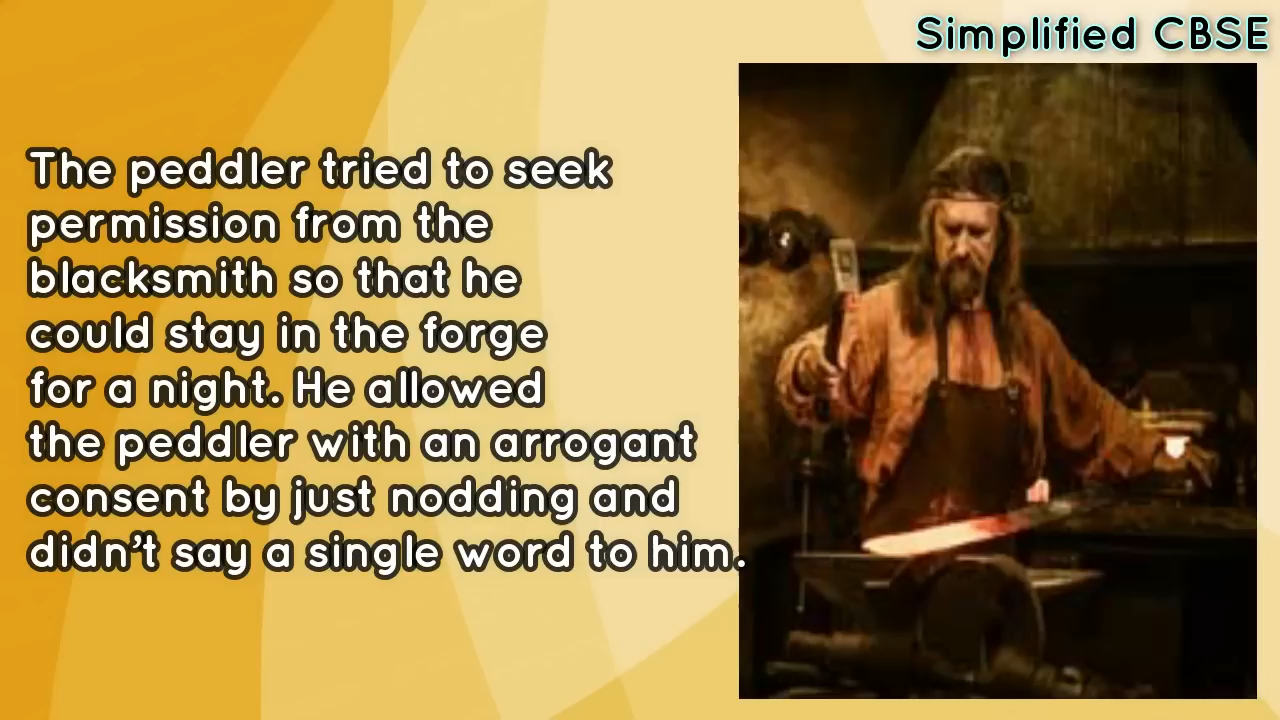 Simplified CBSE
The peddler tried to seek
permission from the
blacksmith so that he
could stay in the forge
for a night. He allowed
the peddler with an arrogant
consent by just nodding and
didn’t say a single word to him.